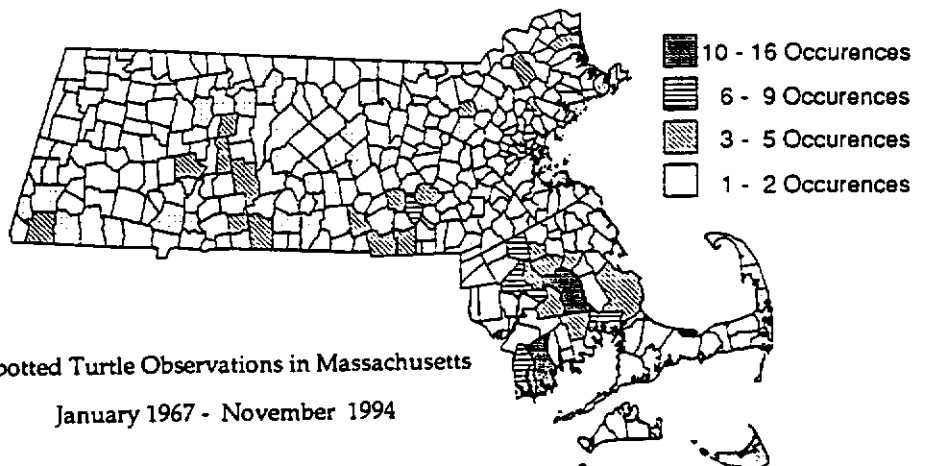 10 - 16 Occurences
6 - 9 Occurences
3 - 5 Occurences
1 - 2 Occurences
potted Turtle Observations in Massachusetts
January 1967 - November 1994